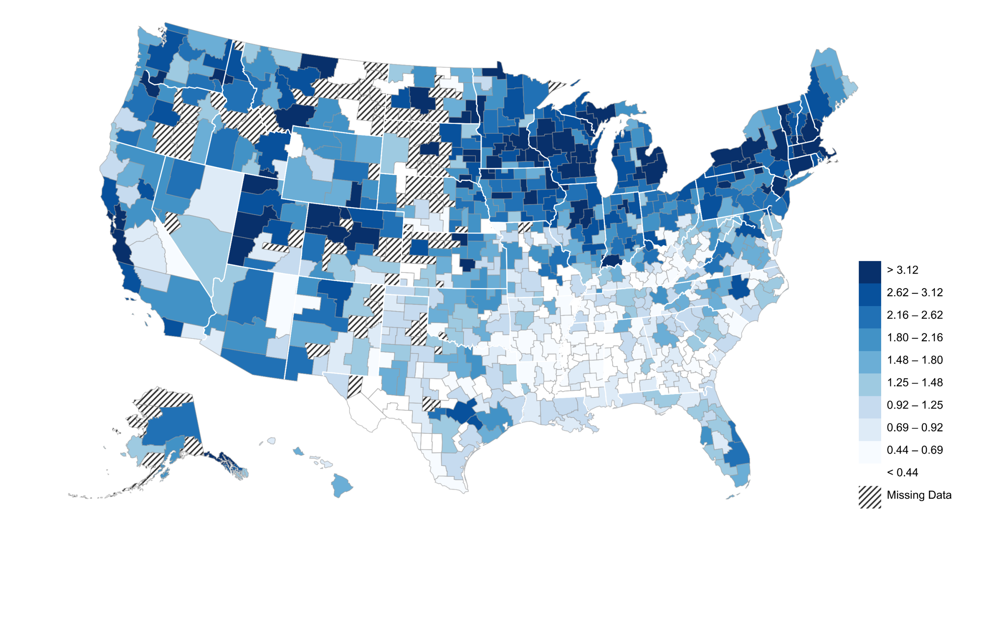 > 3.12
2.62 – 3.12
2.16 – 2.62
1.80 – 2.16
1.48 – 1.80
1.25 – 1.48
0.92 – 1.25
0.69 – 0.92
0.44 – 0.69
< 0.44
Missing Data